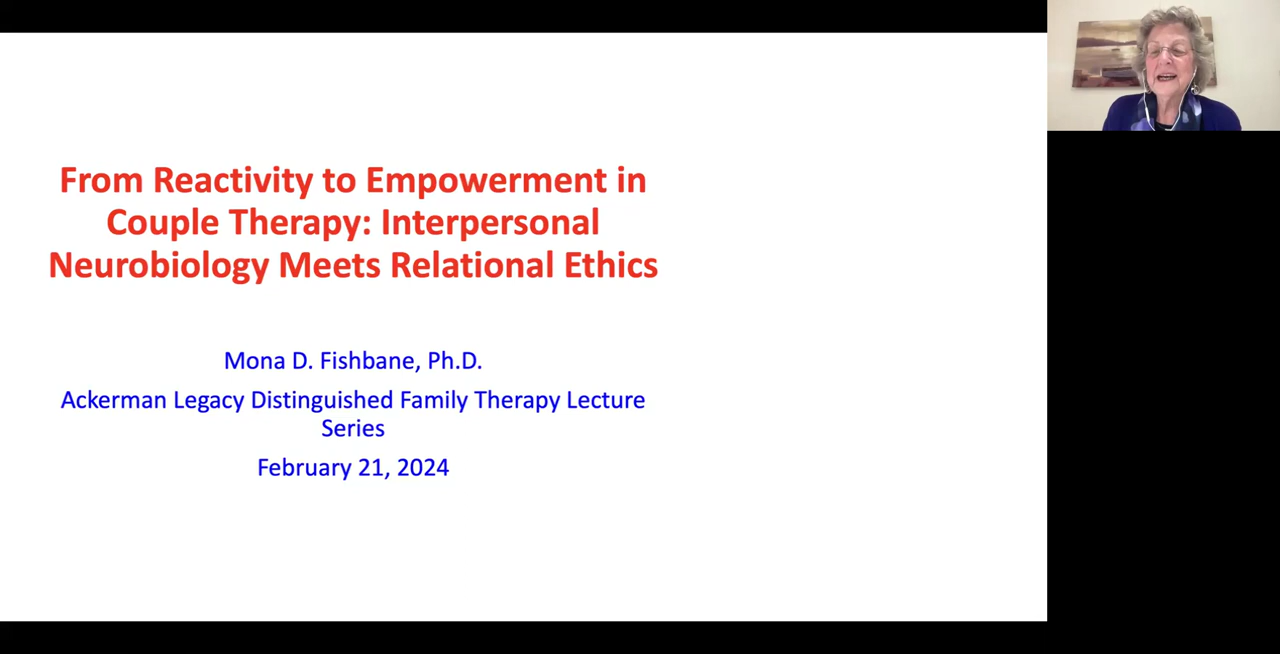 From Reactivity to Empowerment in
Couple Therapy: Interpersonal
Neurobiology Meets Relational Ethics
Mona D. Fishbane, Ph.D.
Ackerman Legacy Distinguished Family Therapy Lecture
Series
February 21, 2024